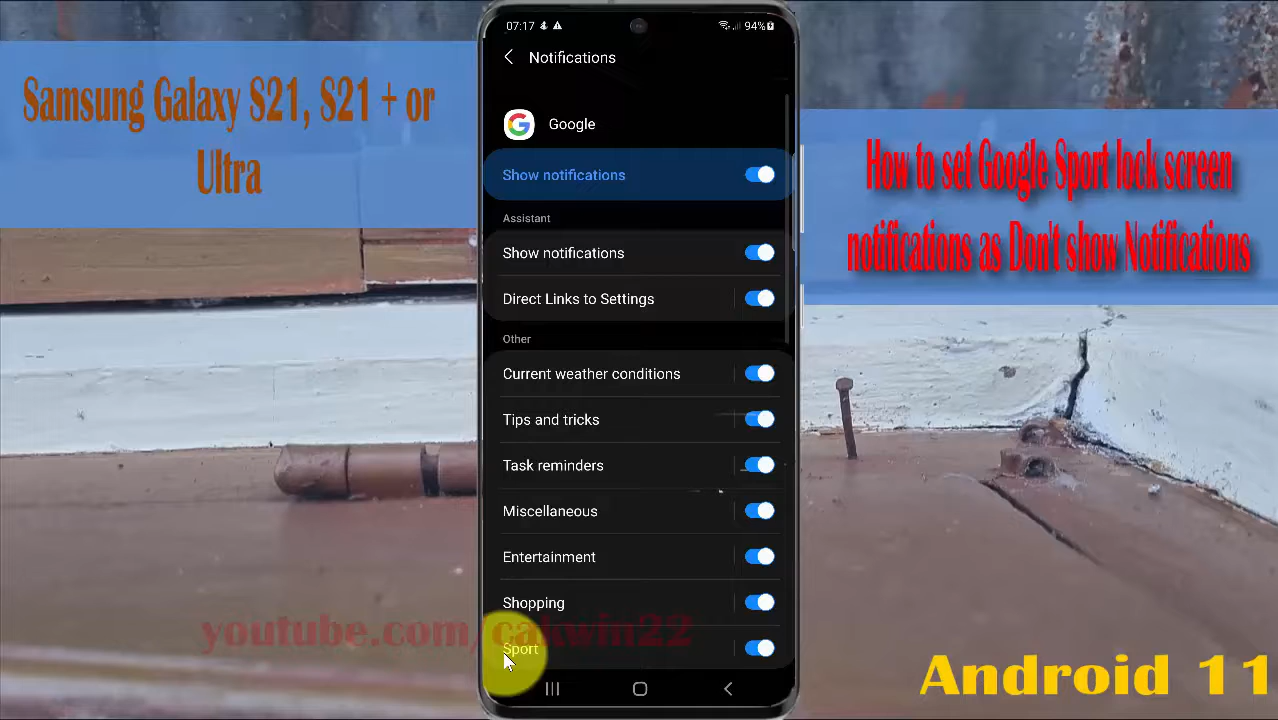 Samsung Galaxy S21, S21 + or
Ultra
07:17
94%
Notifications
Google
Show notifications
Assistant
Show notifications
Direct Links to Settings
Other
Current weather conditions
Tips and tricks
Task reminders
Miscellaneous
Entertainment
Shopping
Sport
How to set Google Sport lock screen
notifications as Don't show Notifications
youtube.com/cakwin22
Android 11